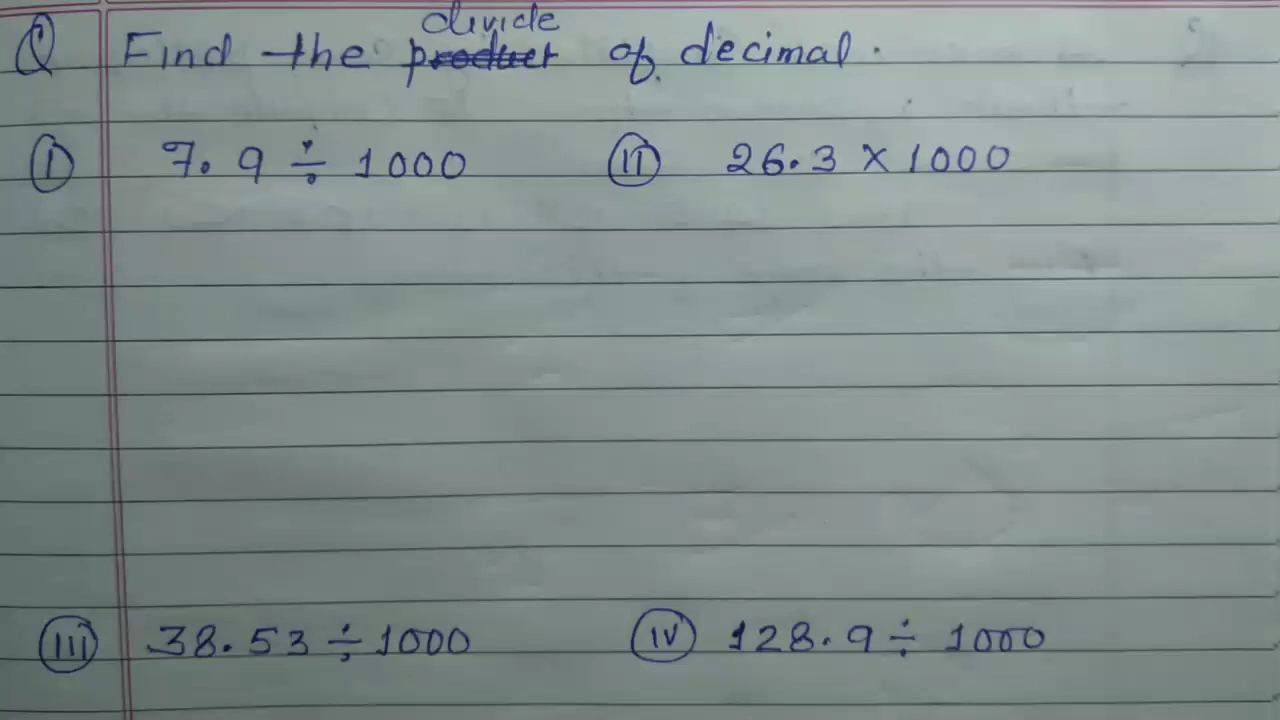 Q Find the product divide of decimal.
I 7.9 ÷ 1000 II 26.3 × 1000
III 38.53 ÷ 1000 IV 128.9 ÷ 1000